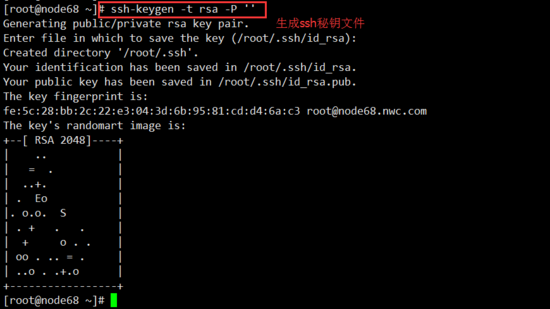 [root@node68 ~]# ssh-keygen -t rsa -P ''
Generating public/private rsa key pair. 生成ssh秘钥文件
Enter file in which to save the key (/root/.ssh/id_rsa):
Created directory '/root/.ssh'.
Your identification has been saved in /root/.ssh/id_rsa.
Your public key has been saved in /root/.ssh/id_rsa.pub.
The key fingerprint is:
fe:5c:28:bb:2c:22:e3:04:3d:6b:95:81:cd:d4:6a:c3 root@node68.nwc.com
The key's randomart image is:
+--[ RSA 2048]----+
|    ..           |
|   =  .          |
|  ..+.           |
| .  Eo           |
|. o.o.  S        |
| . +   .   .     |
|  +     o . .    |
| oo . .. = .     |
| ..o . .+.o      |
+-----------------+
[root@node68 ~]#